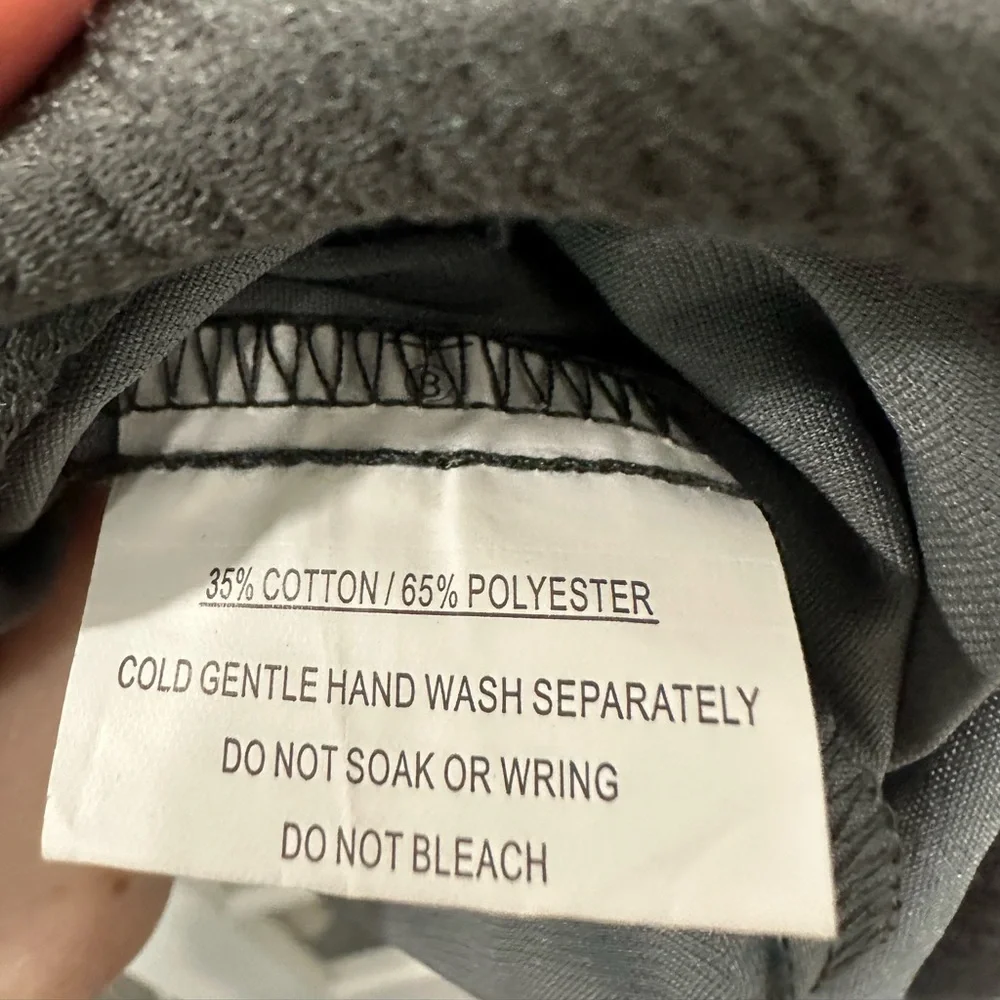 B
35% COTTON / 65% POLYESTER
COLD GENTLE HAND WASH SEPARATELY
DO NOT SOAK OR WRING
DO NOT BLEACH